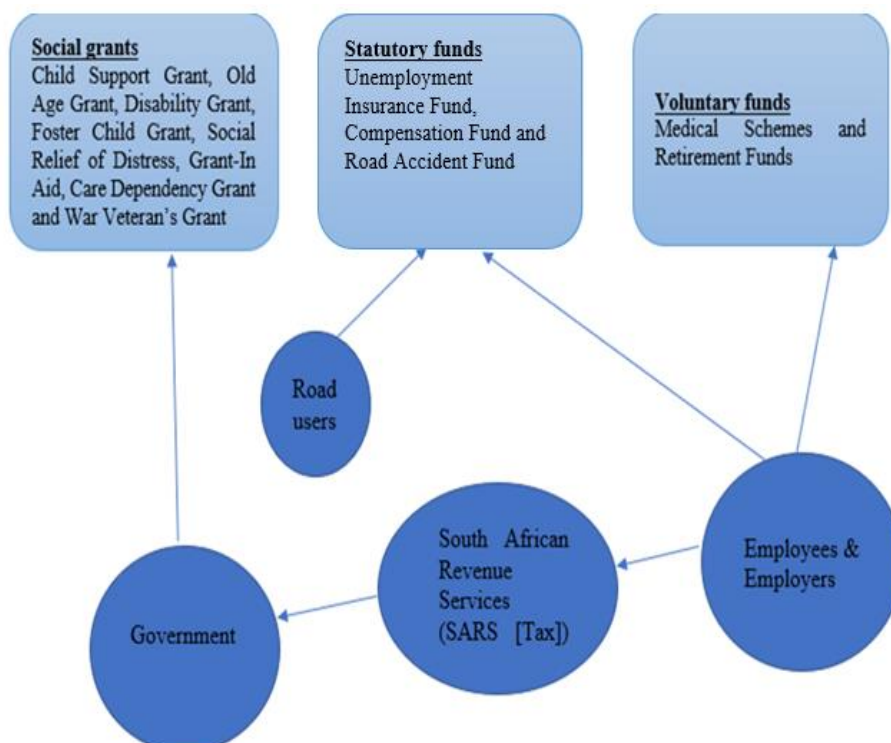 Social grants
Child Support Grant, Old
Age Grant, Disability Grant,
Foster Child Grant, Social
Relief of Distress, Grant-In
Aid, Care Dependency Grant
and War Veteran's Grant
Statutory funds
Unemployment
Insurance Fund,
Compensation Fund and
Road Accident Fund
Voluntary funds
Medical Schemes and
Retirement Funds
Road
users
South African
Revenue
Services
(SARS [Tax])
Employees &
Employers
Government